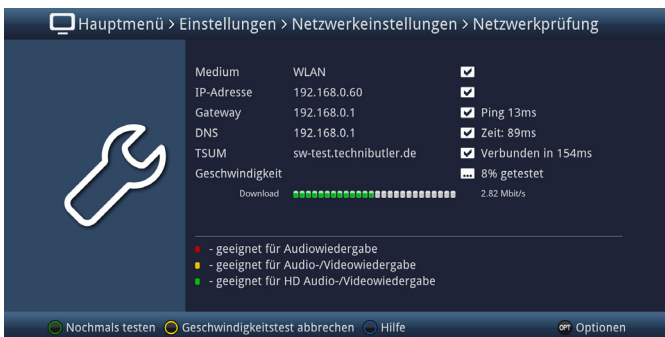 Hauptmenü > Einstellungen > Netzwerkeinstellungen > Netzwerkprüfung
Medium WLAN
IP-Adresse 192.168.0.60
Gateway 192.168.0.1 Ping 13ms
DNS 192.168.0.1 Zeit: 89ms
TSUM sw-test.technibutler.de Verbunden in 154ms
Geschwindigkeit ... 8% getestet
Download 2.82 Mbit/s
- geeignet für Audiowiedergabe
- geeignet für Audio-/Videowiedergabe
- geeignet für HD Audio-/Videowiedergabe
Nochmals testen Geschwindigkeitstest abbrechen Hilfe OPT Optionen